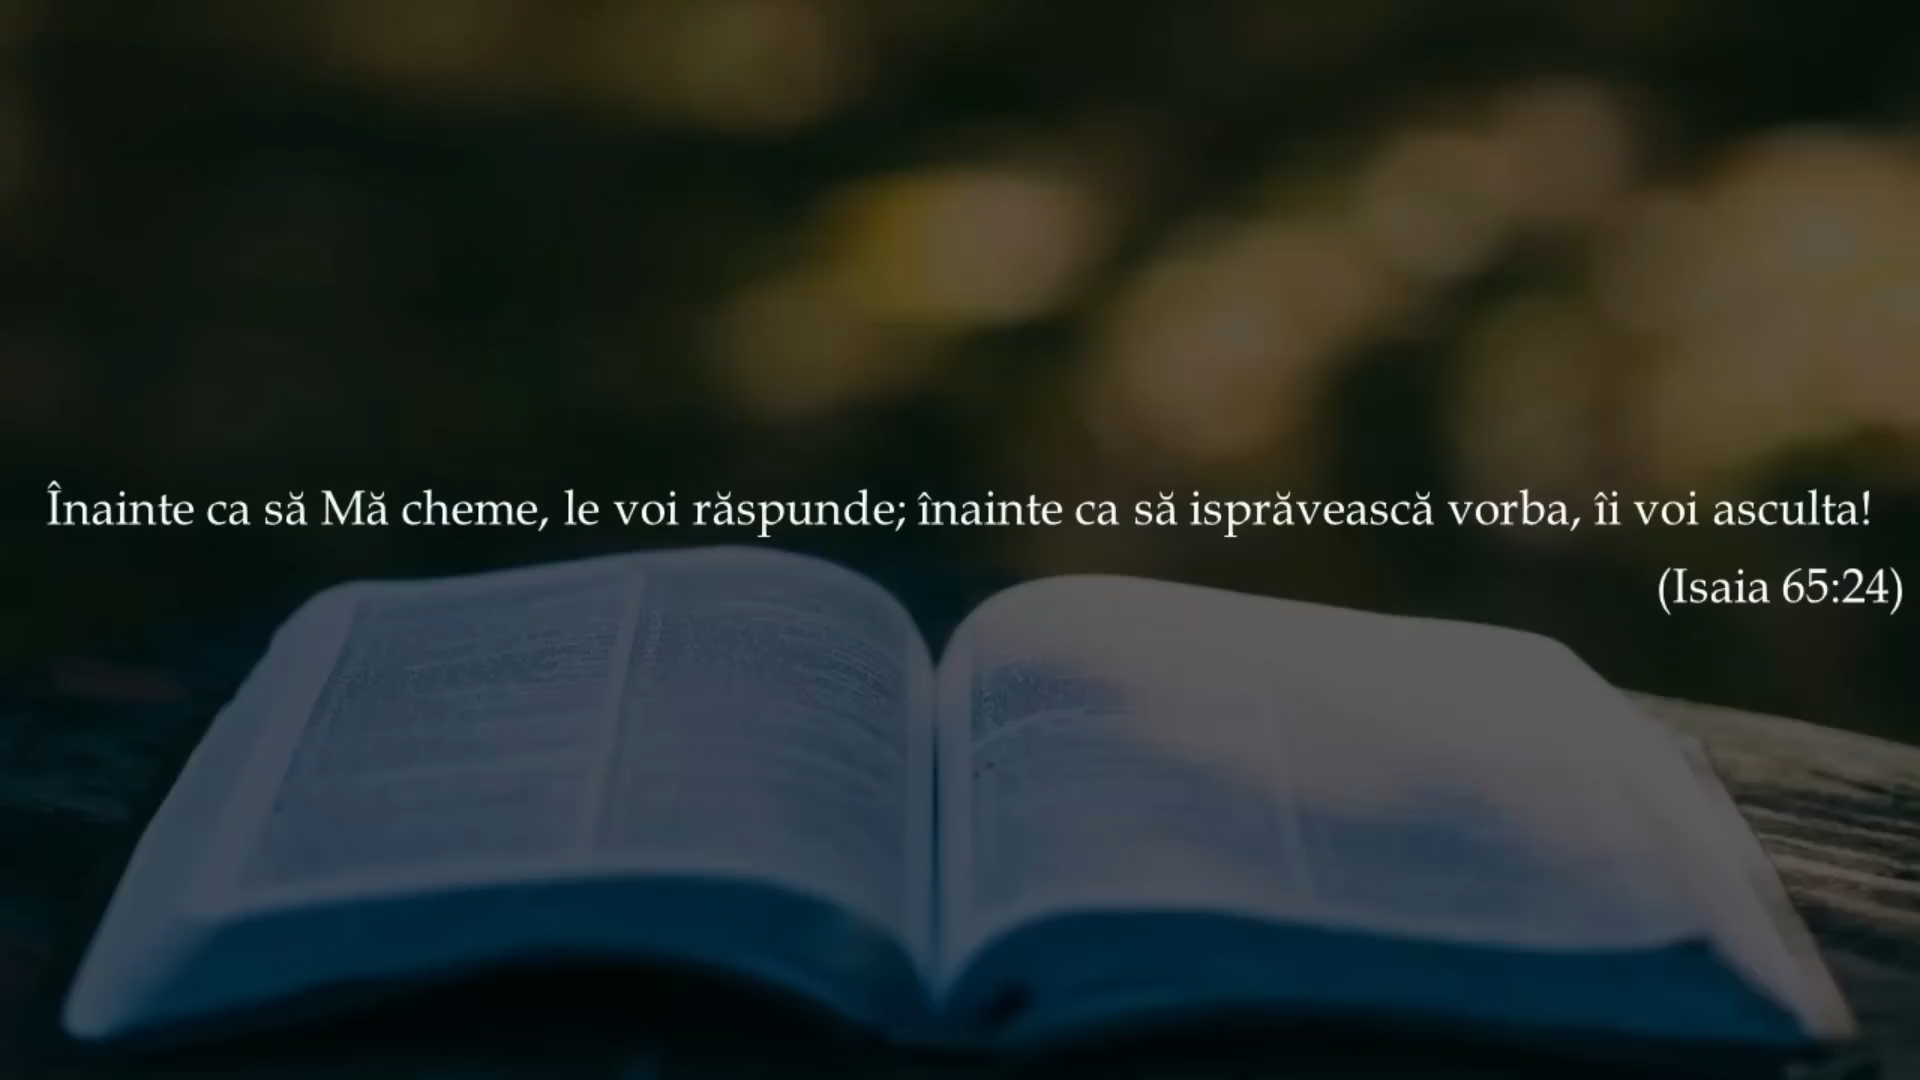 Înainte ca să Mă cheme, le voi răspunde; înainte ca să isprăvească vorba, îi voi asculta!
(Isaia 65:24)